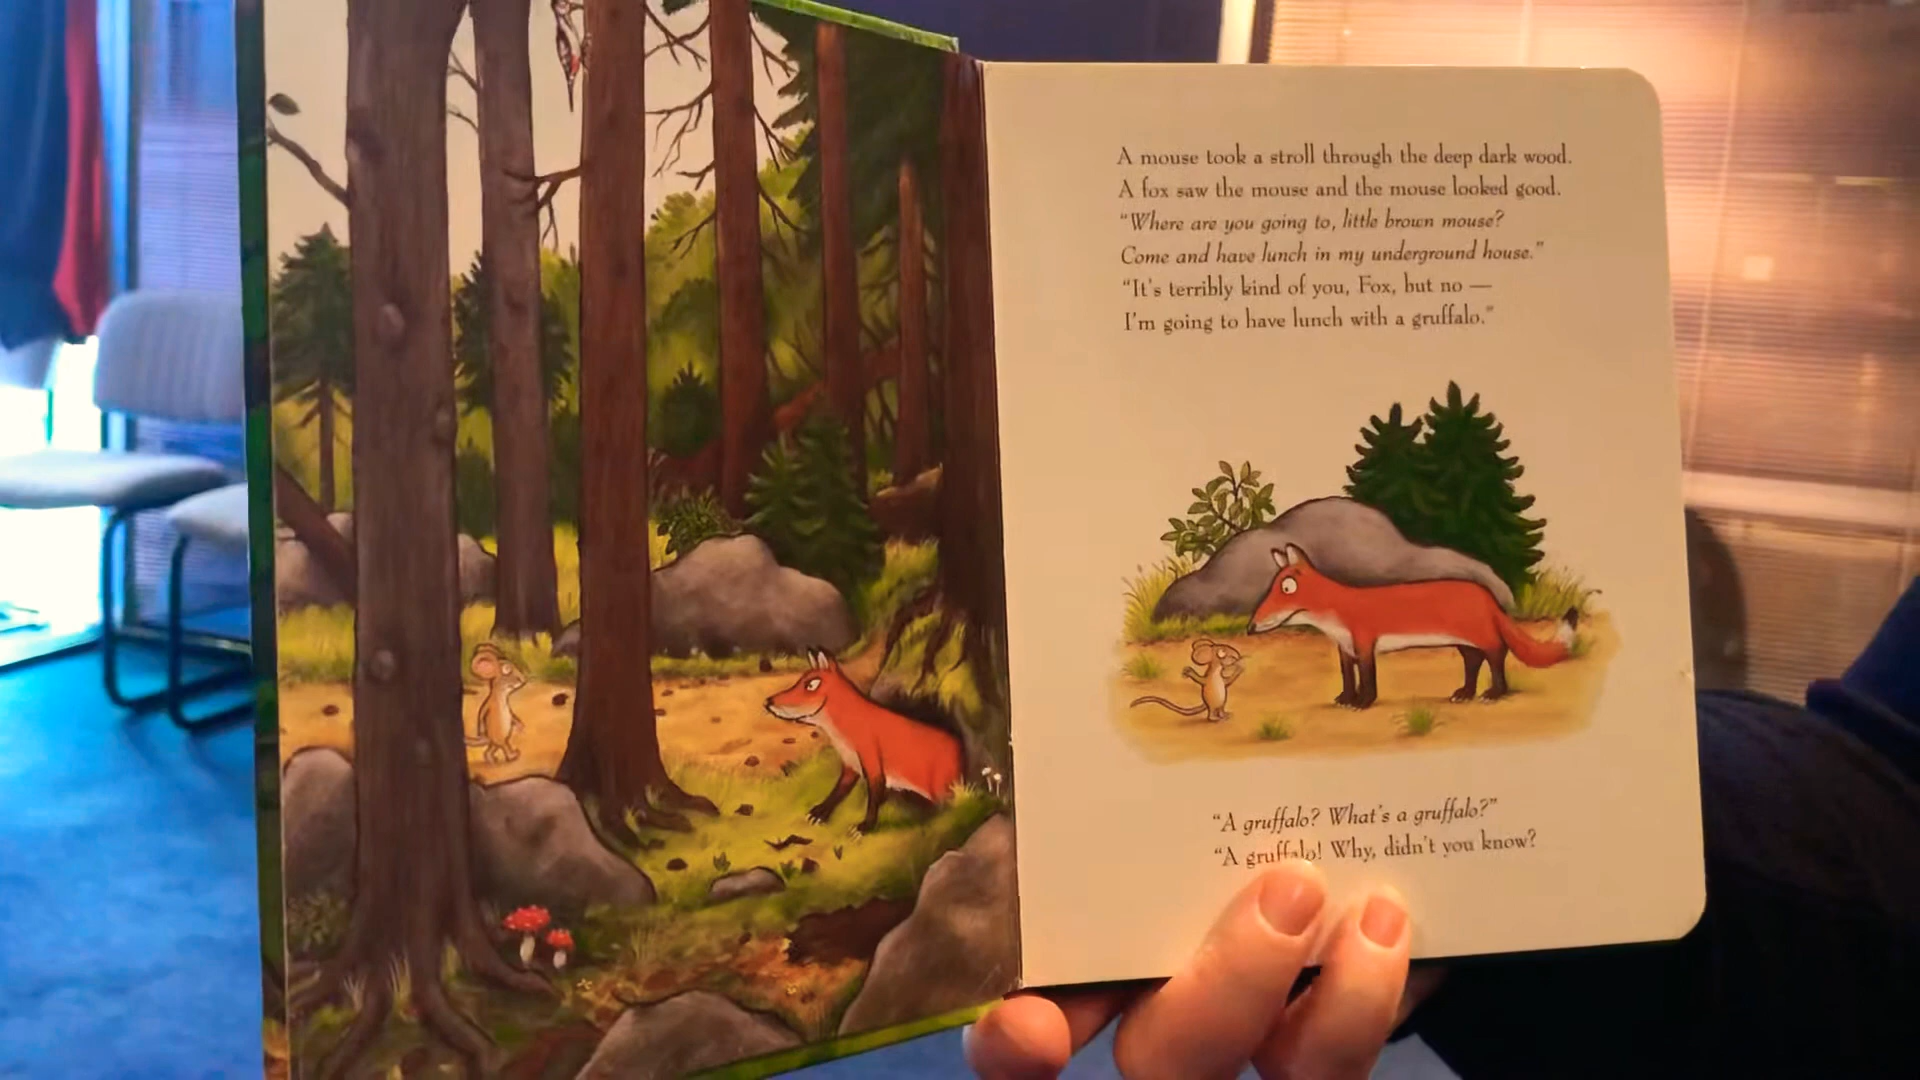 A mouse took a stroll through the deep dark wood.
A fox saw the mouse and the mouse looked good.
“Where are you going to, little brown mouse?
Come and have lunch in my underground house.”
“It's terribly kind of you, Fox, but no —
I'm going to have lunch with a gruffalo.”
“A gruffalo? What's a gruffalo?”
“A gruffalo! Why, didn't you know?